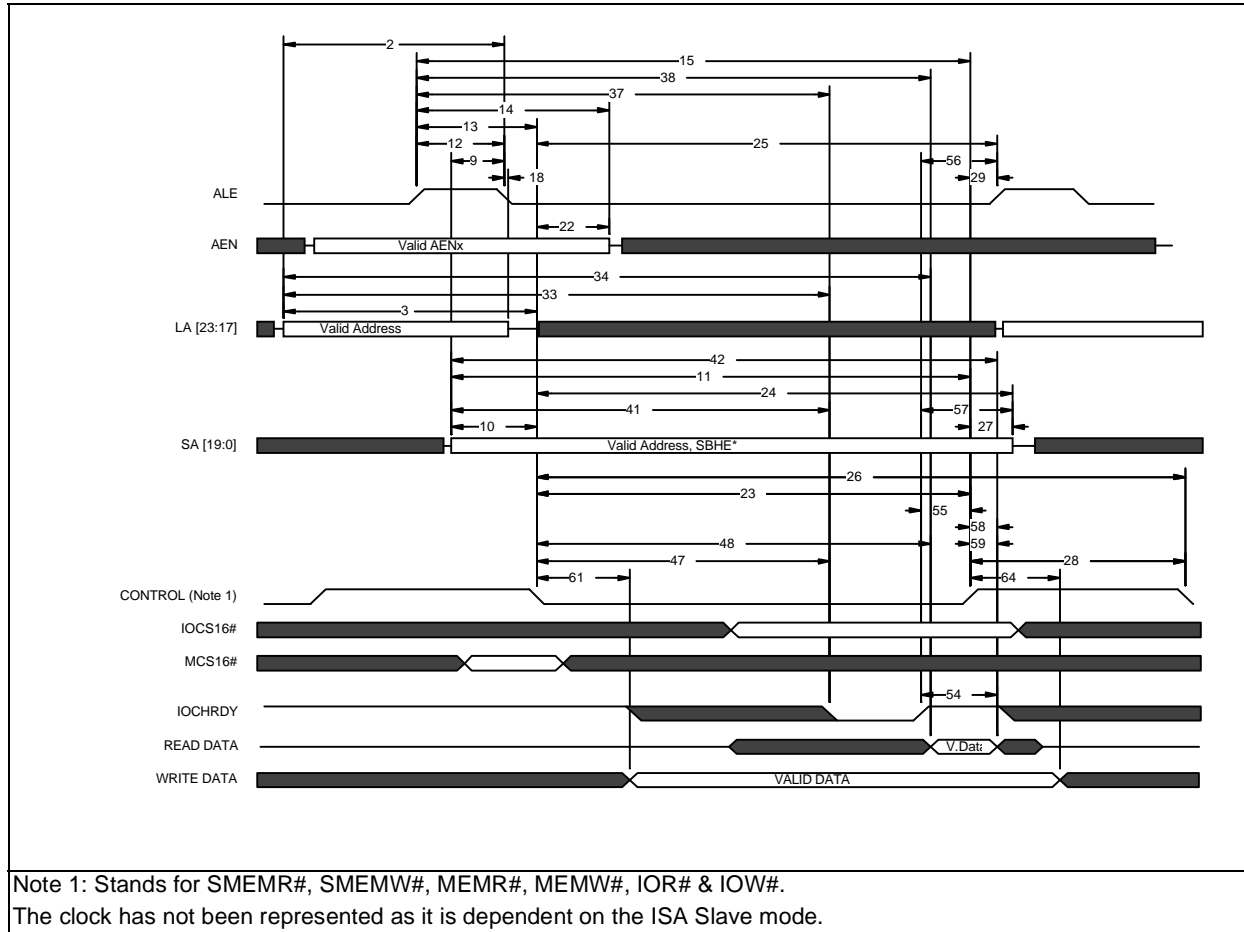 2
15
38
37
14
13
12 25
9 56
18 29
ALE
22
AEN Valid AENx
34
33
3
LA [23:17] Valid Address
42
11
24
41 57
10 27
SA [19:0] Valid Address, SBHE*
26
23
55
58
48 59
47 28
61 64
CONTROL (Note 1)
IOCS16#
MCS16#
54
IOCHRDY
READ DATA V.Data
WRITE DATA VALID DATA
Note 1: Stands for SMEMR#, SMEMW#, MEMR#, MEMW#, IOR# & IOW#.
The clock has not been represented as it is dependent on the ISA Slave mode.